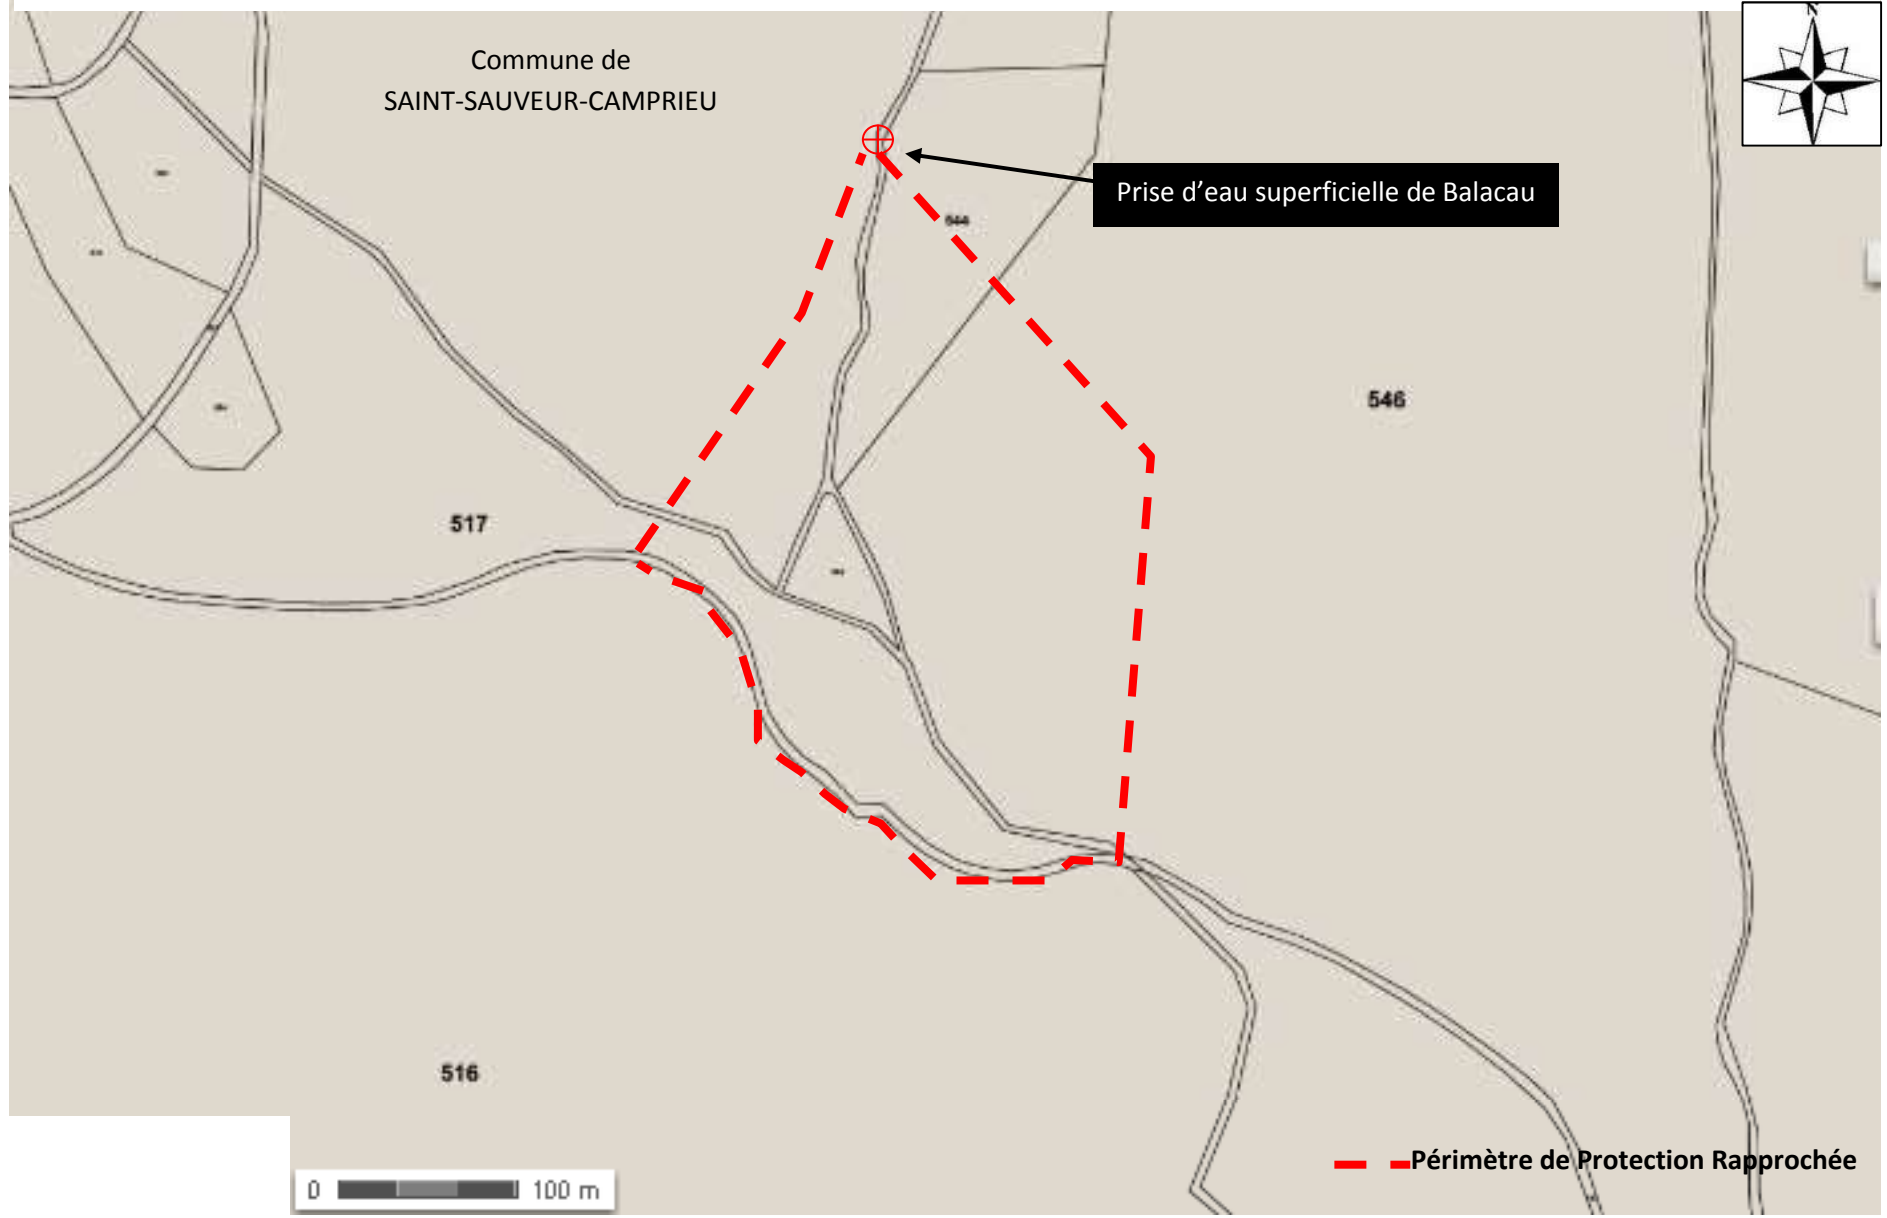 N
Commune de
SAINT-SAUVEUR-CAMPRIEU
Prise d’eau superficielle de Balacau
544
546
517
516
Périmètre de Protection Rapprochée
0 100 m